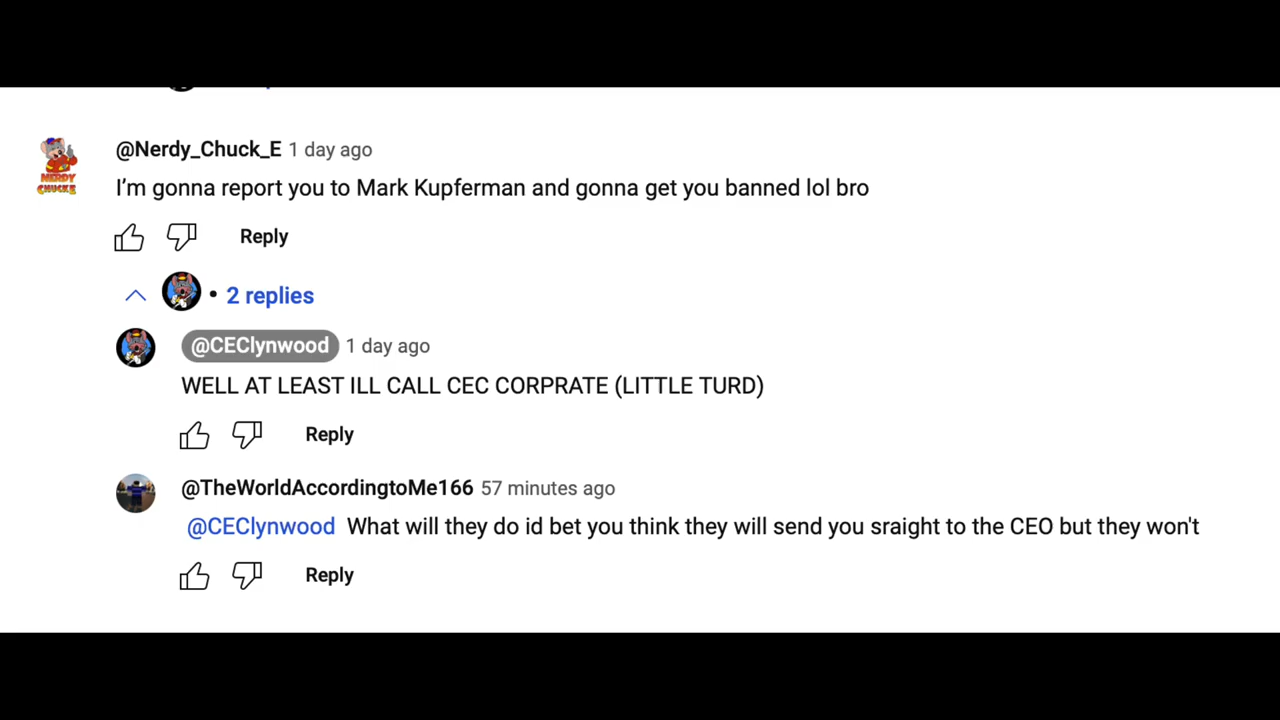 @Nerdy_Chuck_E 1 day ago
NERDY
CHUCK E
I’m gonna report you to Mark Kupferman and gonna get you banned lol bro
Reply
• 2 replies
@CEClynwood 1 day ago
WELL AT LEAST ILL CALL CEC CORPRATE (LITTLE TURD)
Reply
@TheWorldAccordingtoMe166 57 minutes ago
@CEClynwood What will they do id bet you think they will send you sraight to the CEO but they won't
Reply